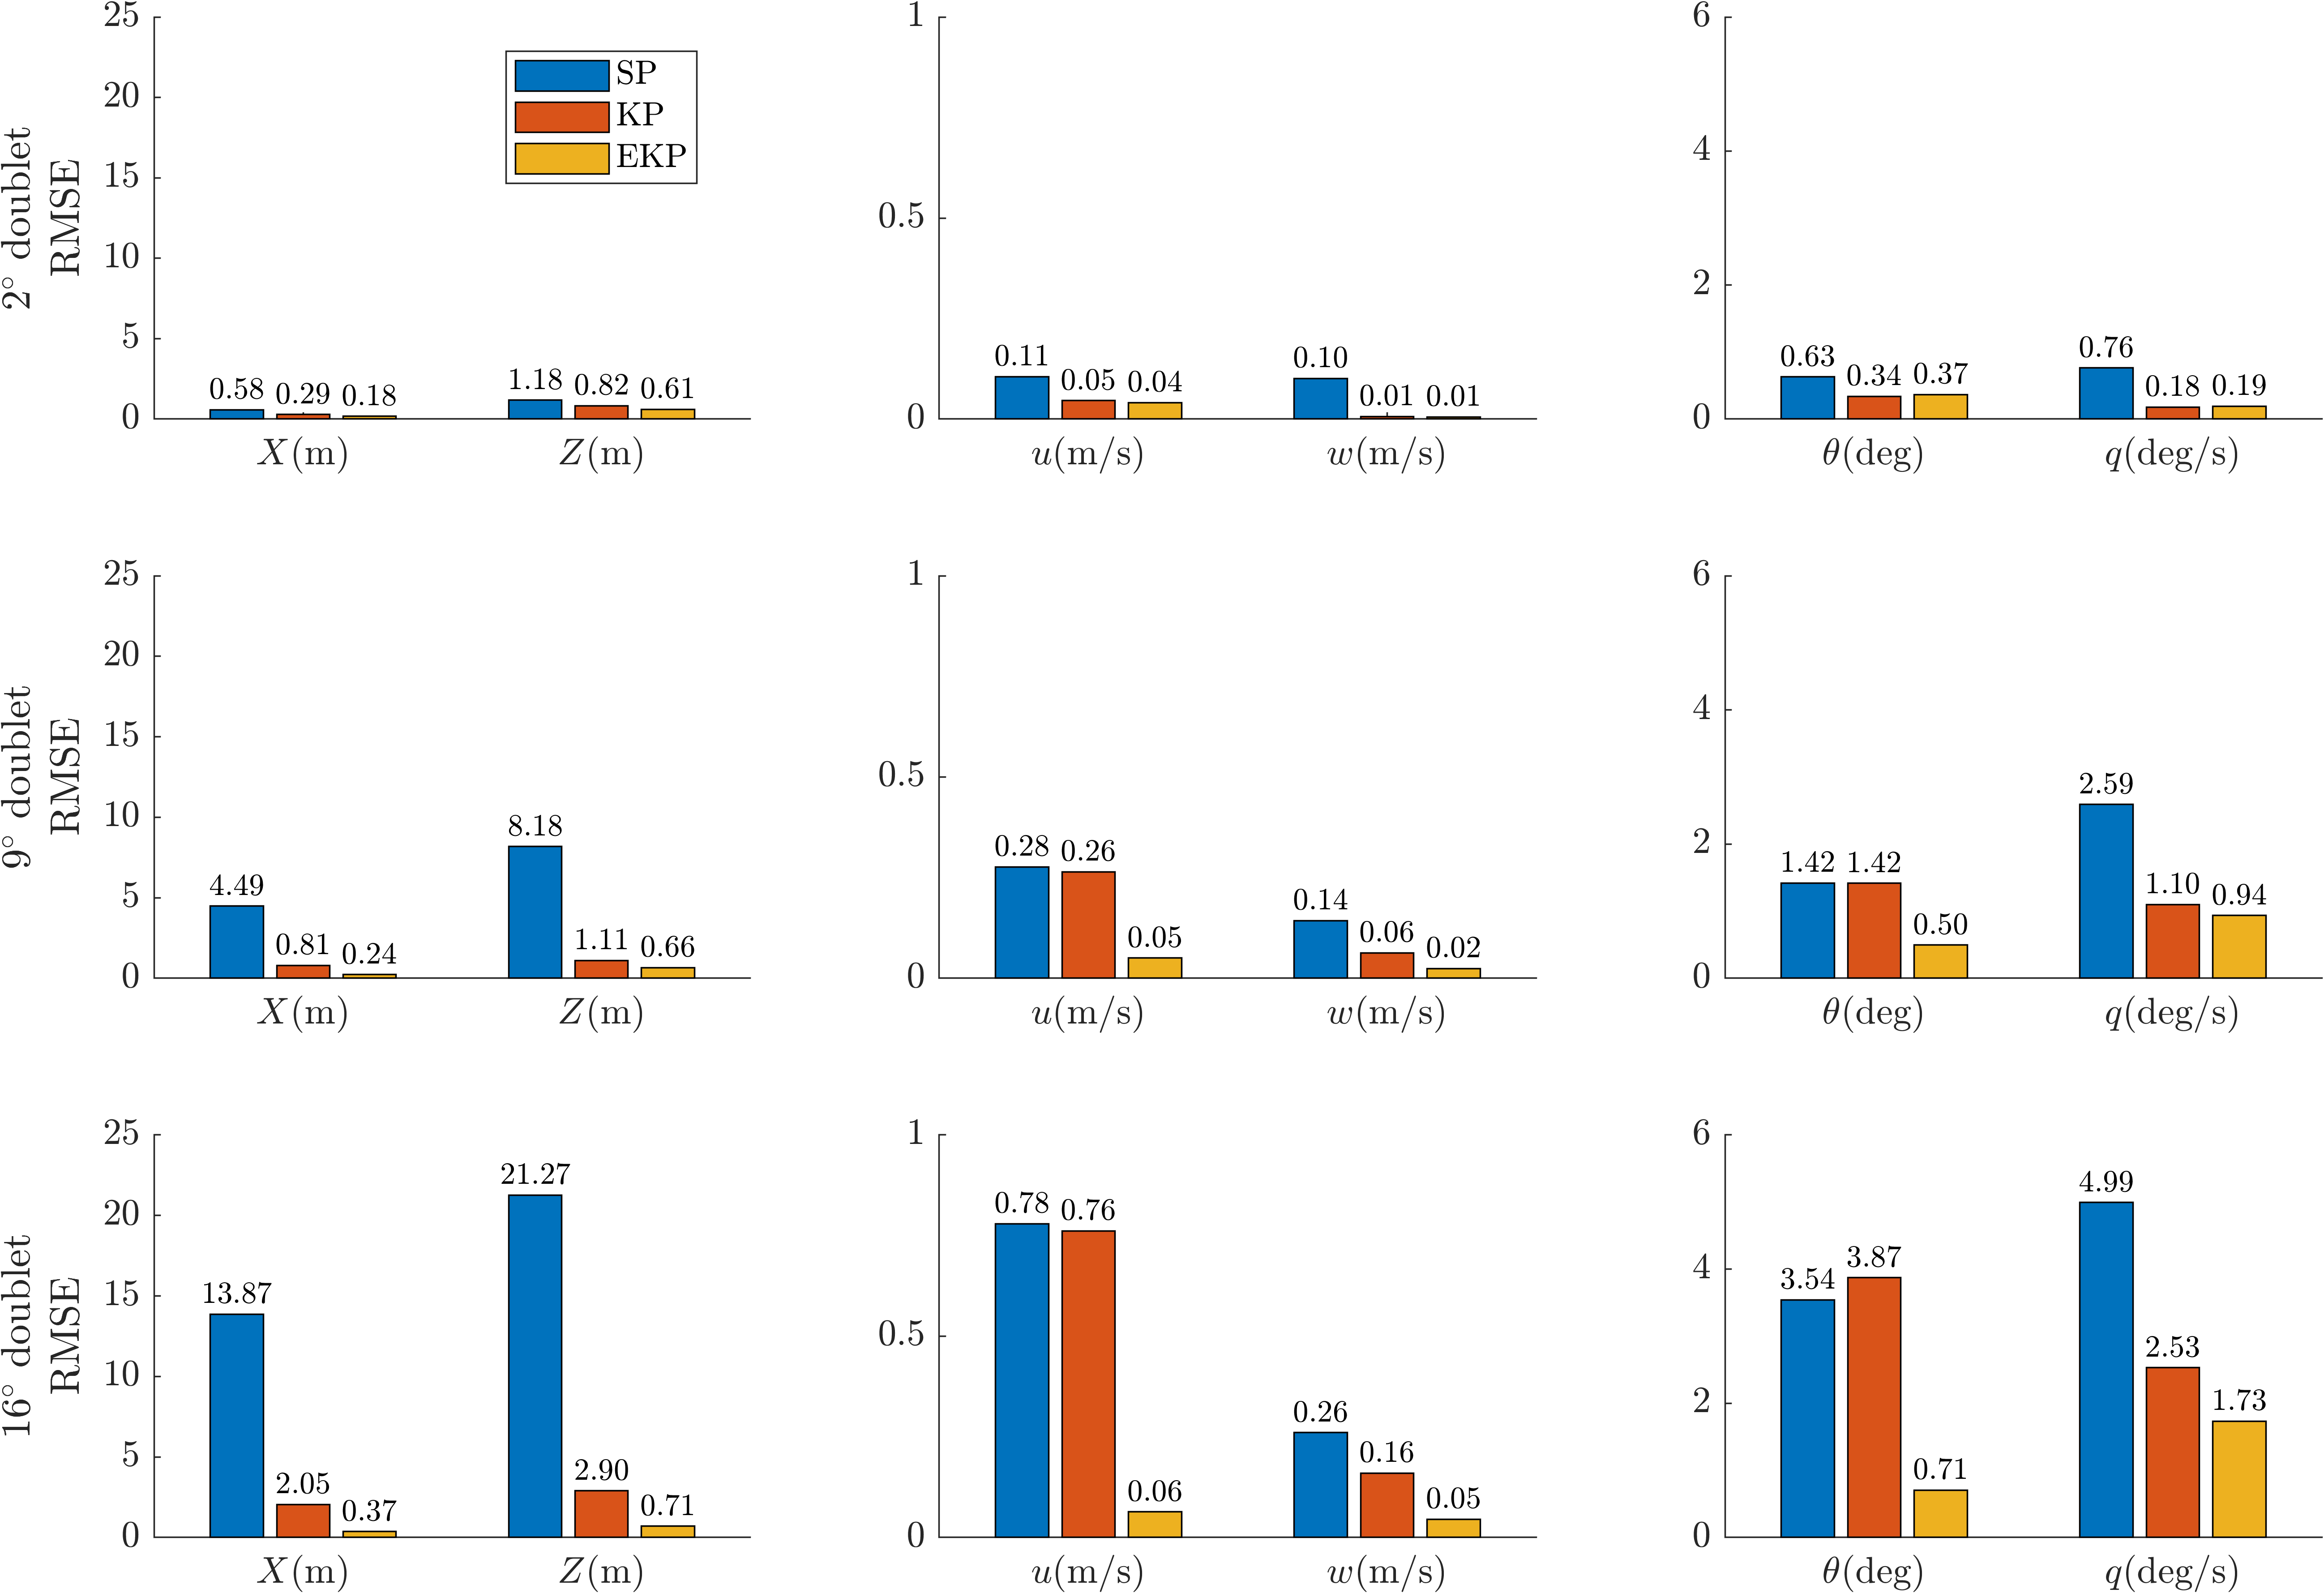 2° doublet
RMSE
25
20
15
10
5
0
0.58 0.29 0.18
1.18 0.82 0.61
X(m) Z(m)
SP
KP
EKP
1
0.5
0
0.11 0.05 0.04
0.10 0.01 0.01
u(m/s) w(m/s)
6
4
2
0
0.63 0.34 0.37
0.76 0.18 0.19
θ(deg) q(deg/s)
9° doublet
RMSE
25
20
15
10
5
0
4.49 0.81 0.24
8.18 1.11 0.66
X(m) Z(m)
1
0.5
0
0.28 0.26 0.05
0.14 0.06 0.02
u(m/s) w(m/s)
6
4
2
0
1.42 1.42 0.50
2.59 1.10 0.94
θ(deg) q(deg/s)
16° doublet
RMSE
25
20
15
10
5
0
13.87 2.05 0.37
21.27 2.90 0.71
X(m) Z(m)
1
0.5
0
0.78 0.76 0.06
0.26 0.16 0.05
u(m/s) w(m/s)
6
4
2
0
3.54 3.87 0.71
4.99 2.53 1.73
θ(deg) q(deg/s)